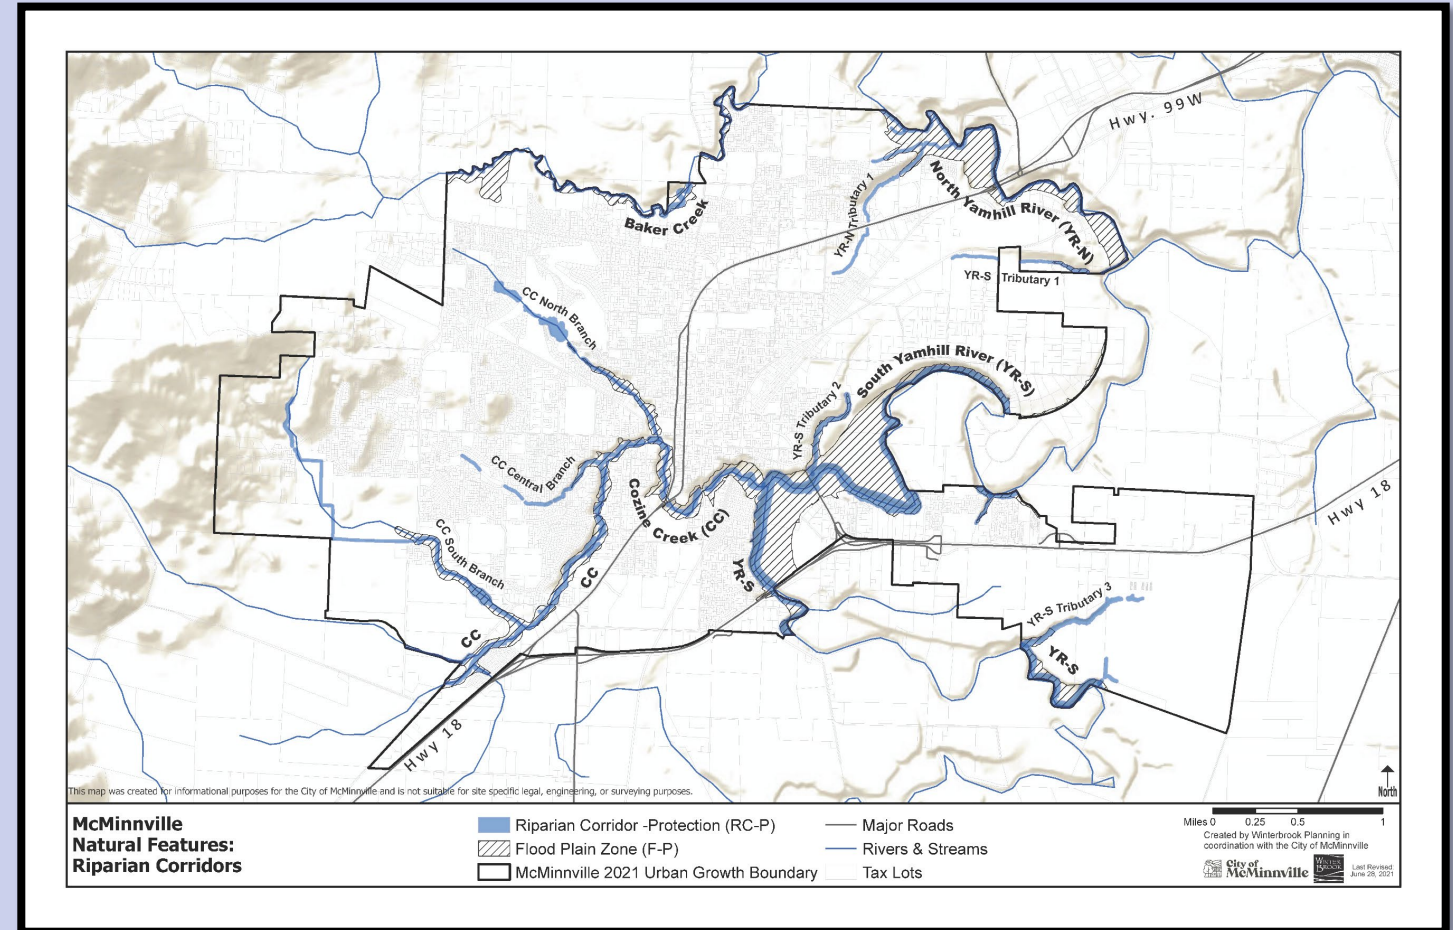 Hwy. 99W
North Yamhill River (YR-N)
YR-N Tributary 1
Baker Creek
YR-S Tributary 1
CC North Branch
South Yamhill River (YR-S)
YR-S Tributary 2
CC Central Branch
Cozine Creek (CC)
Hwy 18
CC South Branch
CC
YR-S
YR-S Tributary 3
CC
YR-S
Hwy 18
North
This map was created for informational purposes for the City of McMinnville and is not suitable for site specific legal, engineering, or surveying purposes.
McMinnville
Natural Features:
Riparian Corridors
Riparian Corridor -Protection (RC-P)
Flood Plain Zone (F-P)
McMinnville 2021 Urban Growth Boundary
Major Roads
Rivers & Streams
Tax Lots
Miles 0 0.25 0.5 1
Created by Winterbrook Planning in
coordination with the City of McMinnville
City of
McMinnville
WINTER
BROOK
Last Revised:
June 28, 2021